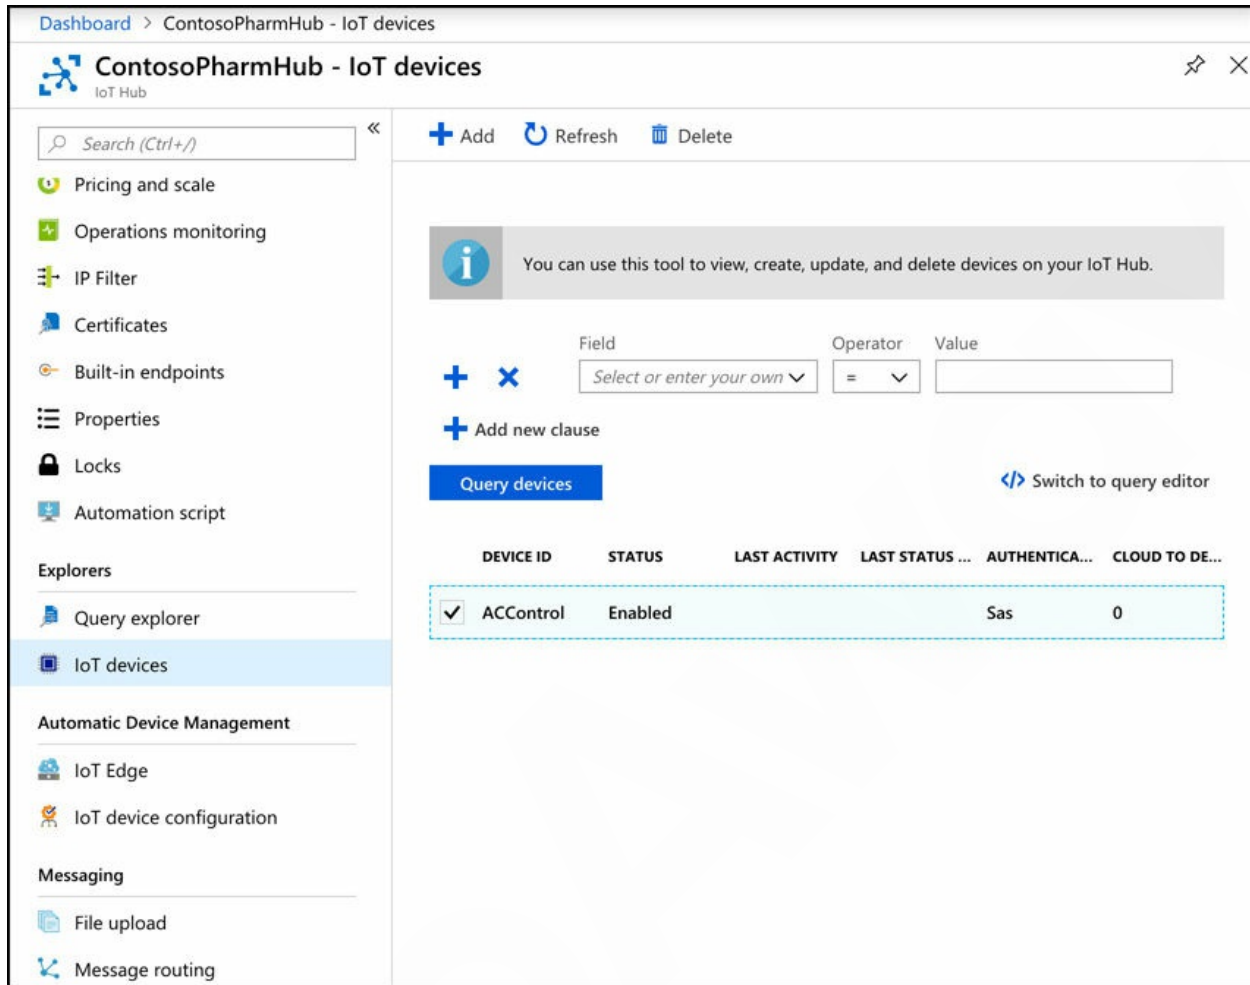 Dashboard > ContosoPharmHub - IoT devices
ContosoPharmHub - IoT devices
IoT Hub
Search (Ctrl+/)
«
Pricing and scale
Operations monitoring
IP Filter
Certificates
Built-in endpoints
Properties
Locks
Automation script
Explorers
Query explorer
IoT devices
Automatic Device Management
IoT Edge
IoT device configuration
Messaging
File upload
Message routing
Add Refresh Delete
You can use this tool to view, create, update, and delete devices on your IoT Hub.
Field Operator Value
Select or enter your own =
Add new clause
Query devices </> Switch to query editor
DEVICE ID STATUS LAST ACTIVITY LAST STATUS ... AUTHENTICA... CLOUD TO DE...
ACControl Enabled Sas 0